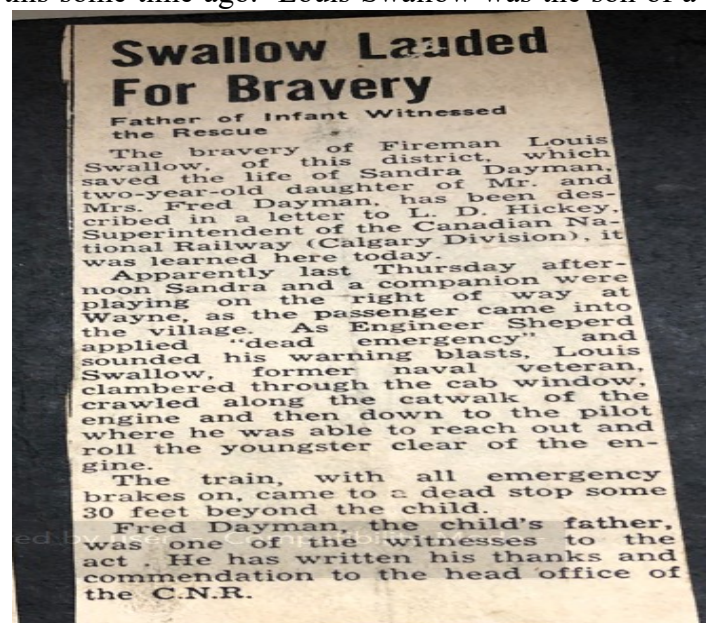 this some time ago. Louis Swallow was the son of a
Swallow Lauded
For Bravery
Father of Infant Witnessed
the Rescue
The bravery of Fireman Louis
Swallow, of this district, which
saved the life of Sandra Dayman,
two-year-old daughter of Mr. and
Mrs. Fred Dayman, has been des-
cribed in a letter to L. D. Hickey,
Superintendent of the Canadian Na-
tional Railway (Calgary Division), it
was learned here today.
Apparently last Thursday after-
noon Sandra and a companion were
playing on the right of way at
Wayne, as the passenger came into
the village. As Engineer Sheperd
applied "dead emergency" and
sounded his warning blasts, Louis
Swallow, former naval veteran,
clambered through the cab window,
crawled along the catwalk of the
engine and then down to the pilot
where he was able to reach out and
roll the youngster clear of the en-
gine.
The train, with all emergency
brakes on, came to a dead stop some
30 feet beyond the child.
Fred Dayman, the child's father,
was one of the witnesses to the
act . He has written his thanks and
commendation to the head office of
the C.N.R.